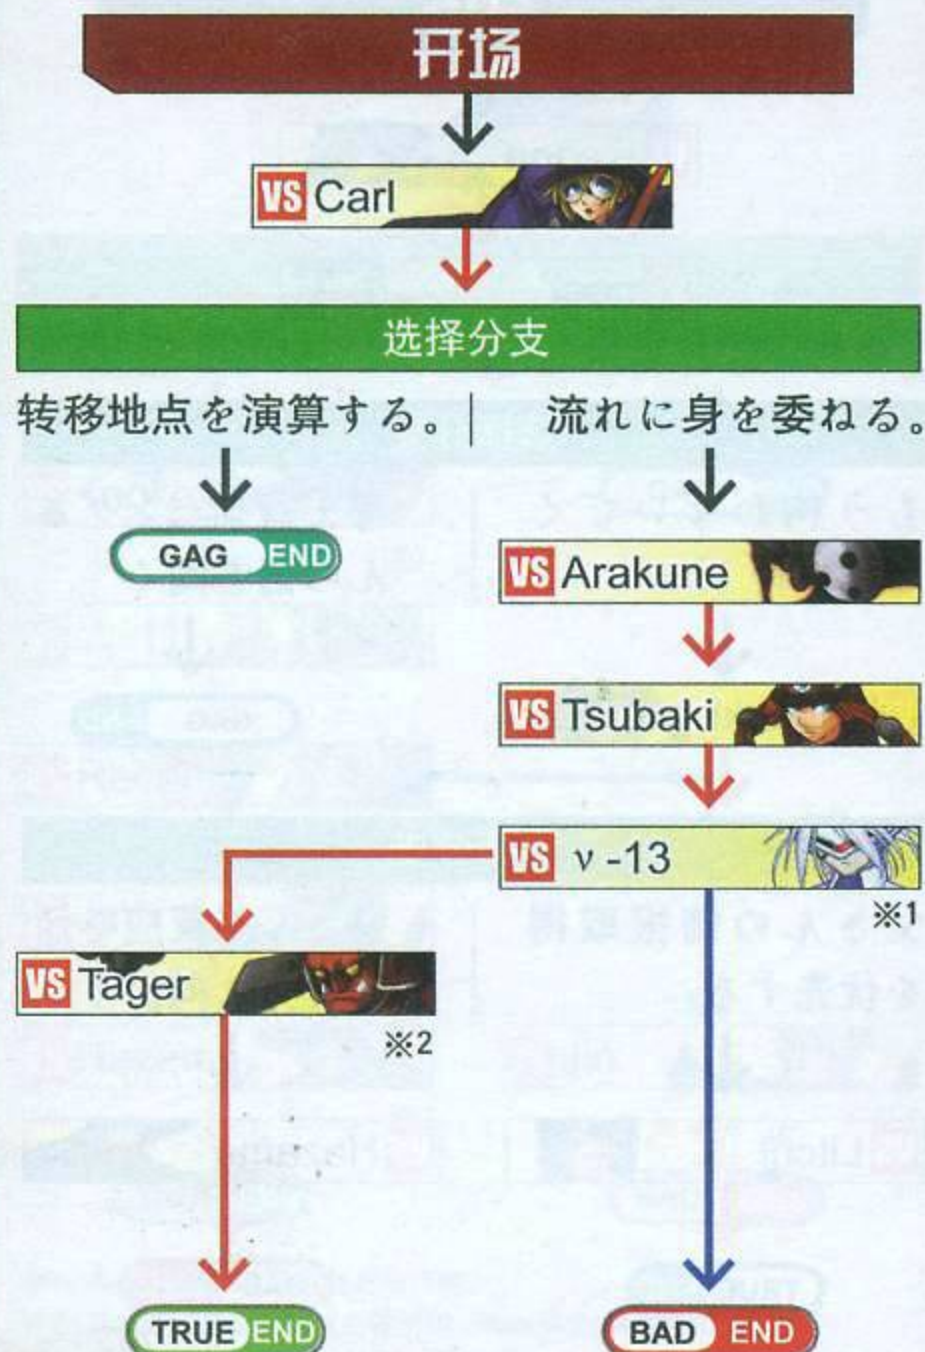 开场
VS Carl
选择分支
转移地点を演算する。
流れに身を委ねる。
GAG END
VS Arakune
VS Tsubaki
VS ν-13
※1
VS Tager
※2
TRUE END
BAD END